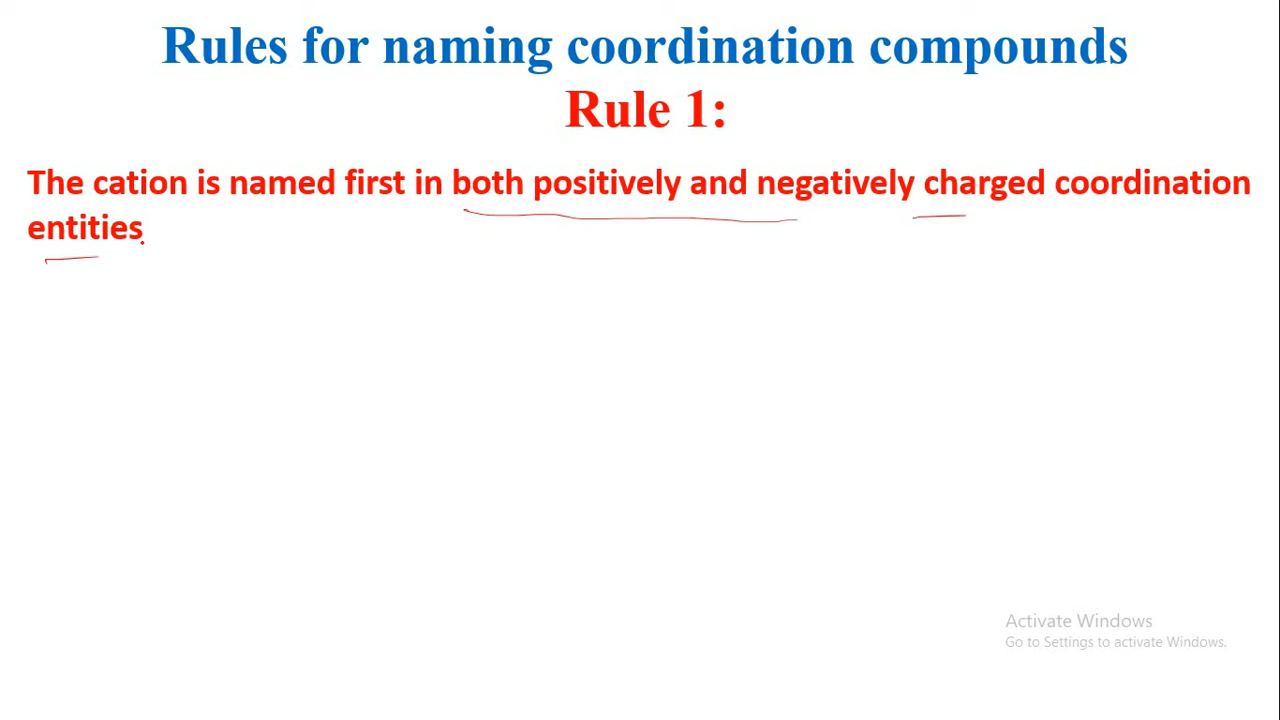 Rules for naming coordination compounds
Rule 1:
The cation is named first in both positively and negatively charged coordination
entities
Activate Windows
Go to Settings to activate Windows.